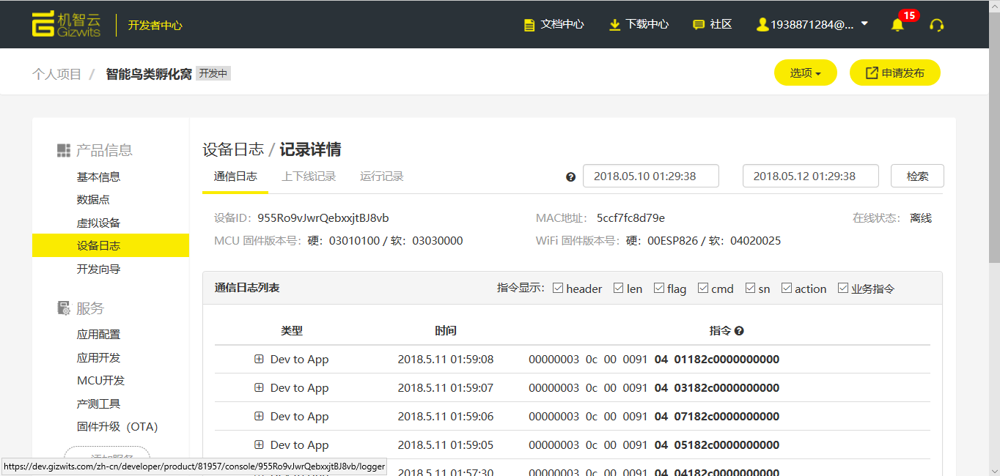 机智云
Gizwits
开发者中心
文档中心
下载中心
社区
1938871284@...
15
个人项目 / 智能鸟类孵化窝 开发中
选项
申请发布
产品信息
基本信息
数据点
虚拟设备
设备日志
开发向导
服务
应用配置
应用开发
MCU开发
产测工具
固件升级（OTA）
添加服务
设备日志 / 记录详情
通信日志 上下线记录 运行记录
2018.05.10 01:29:38
2018.05.12 01:29:38
检索
设备ID： 955Ro9vJwrQebxxjtBJ8vb
MAC地址： 5ccf7fc8d79e
在线状态： 离线
MCU 固件版本号：硬：03010100 / 软：03030000
WiFi 固件版本号：硬：00ESP826 / 软：04020025
通信日志列表
指令显示： header len flag cmd sn action 业务指令
类型 时间 指令
Dev to App 2018.5.11 01:59:08 00000003 0c 00 0091 04 01182c0000000000
Dev to App 2018.5.11 01:59:07 00000003 0c 00 0091 04 03182c0000000000
Dev to App 2018.5.11 01:59:06 00000003 0c 00 0091 04 07182c0000000000
Dev to App 2018.5.11 01:59:05 00000003 0c 00 0091 04 05182c0000000000
Dev to App 2018.5.11 01:57:30 00000003 0c 00 0091 04 04182c0000000000
https://dev.gizwits.com/zh-cn/developer/product/81957/console/955Ro9vJwrQebxxjtBJ8vb/logger